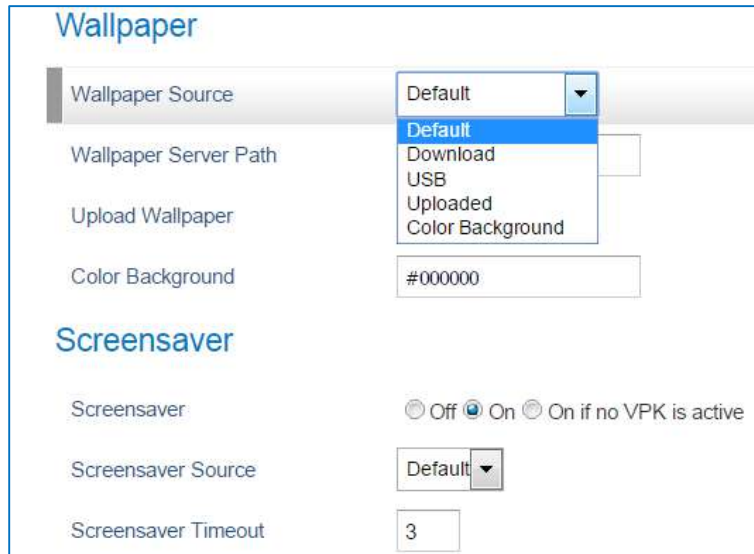 Wallpaper
Wallpaper Source Default
Default
Wallpaper Server Path Download
USB
Upload Wallpaper Uploaded
Color Background
Color Background #000000
Screensaver
Screensaver Off On On if no VPK is active
Screensaver Source Default
Screensaver Timeout 3